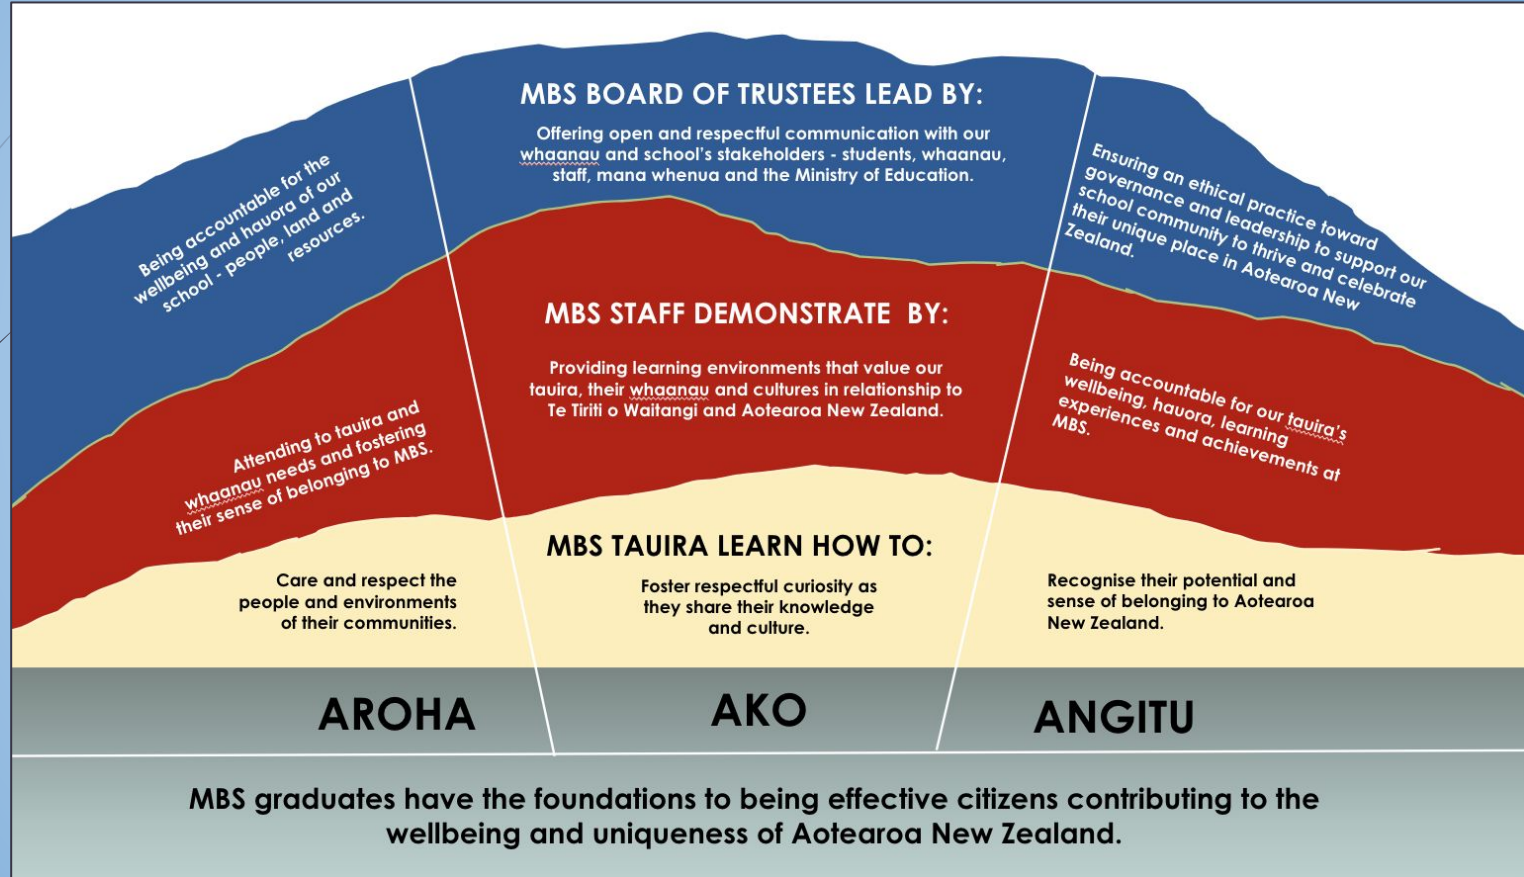 MBS BOARD OF TRUSTEES LEAD BY:
Being accountable for the
wellbeing and hauora of our
school - people, land and
resources.
Offering open and respectful communication with our
whaanau and school's stakeholders - students, whaanau,
staff, mana whenua and the Ministry of Education.
Ensuring an ethical practice toward
governance and leadership to support our
school community to thrive and celebrate
their unique place in Aotearoa New
Zealand.
MBS STAFF DEMONSTRATE BY:
Attending to tauira and
whaanau needs and fostering
their sense of belonging to MBS.
Providing learning environments that value our
tauira, their whaanau and cultures in relationship to
Te Tiriti o Waitangi and Aotearoa New Zealand.
Being accountable for our tauira's
wellbeing, hauora, learning
experiences and achievements at
MBS.
MBS TAUIRA LEARN HOW TO:
Care and respect the
people and environments
of their communities.
Foster respectful curiosity as
they share their knowledge
and culture.
Recognise their potential and
sense of belonging to Aotearoa
New Zealand.
AROHA
AKO
ANGITU
MBS graduates have the foundations to being effective citizens contributing to the
wellbeing and uniqueness of Aotearoa New Zealand.